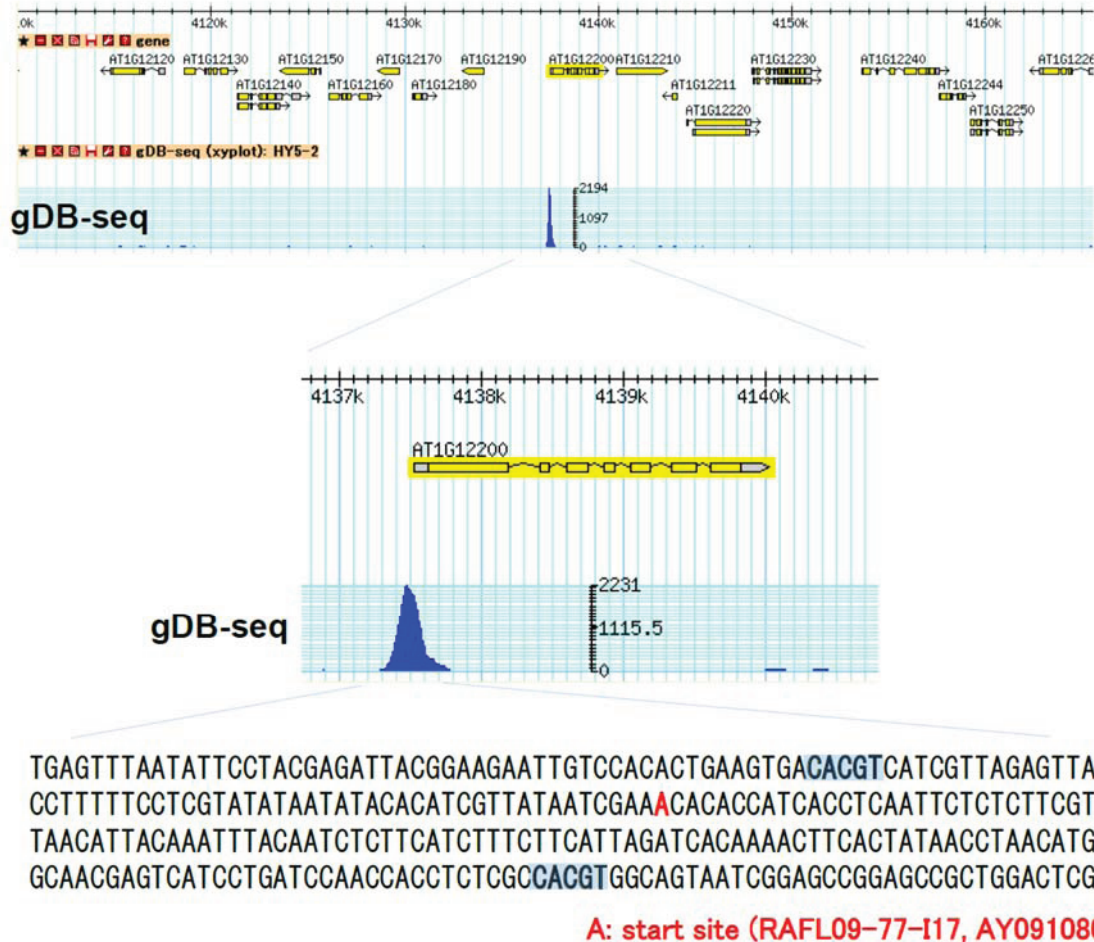 .0k 4120k 4130k 4140k 4150k 4160k
gene
AT1G12120 AT1G12130 AT1G12150 AT1G12170 AT1G12190 AT1G12200 AT1G12210 AT1G12230 AT1G12240 AT1G1226
AT1G12140 AT1G12160 AT1G12180 AT1G12211 AT1G12244
AT1G12220 AT1G12250
gDB-seq (xyplot): HY5-2
gDB-seq
2194
1097
0
4137k 4138k 4139k 4140k
AT1G12200
gDB-seq
2231
1115.5
0
TGAGTTTAATATTCCTACGAGATTACGGAAGAATTGTCCACACTGAAGTGACACGTCATCGTTAGAGTTA
CCTTTTTCCTCGTATATAATATACACATCGTTATAATCGAAACACACCATCACCTCAATTCTCTCTTCGT
TAACATTACAAATTTACAATCTCTTCATCTTTCTTCATTAGATCACAAAACTTCACTATAACCTAACATG
GCAACGAGTCATCCTGATCCAACCACCTCTCGCCACGTGGCAGTAATCGGAGCCGGAGCCGCTGGACTCG
A: start site (RAFL09-77-I17, AY091080